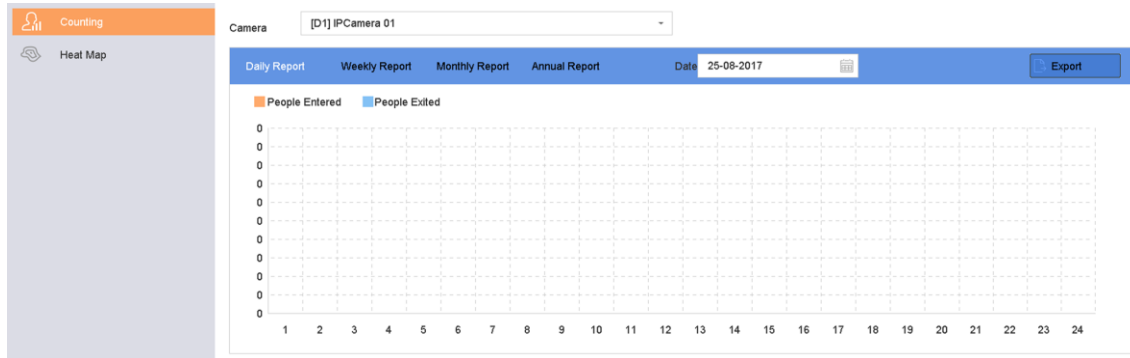 Counting
Heat Map
Camera [D1] IPCamera 01
Daily Report Weekly Report Monthly Report Annual Report Date 25-08-2017 Export
People Entered People Exited
0
0
0
0
0
0
0
0
0
0
0
1 2 3 4 5 6 7 8 9 10 11 12 13 14 15 16 17 18 19 20 21 22 23 24